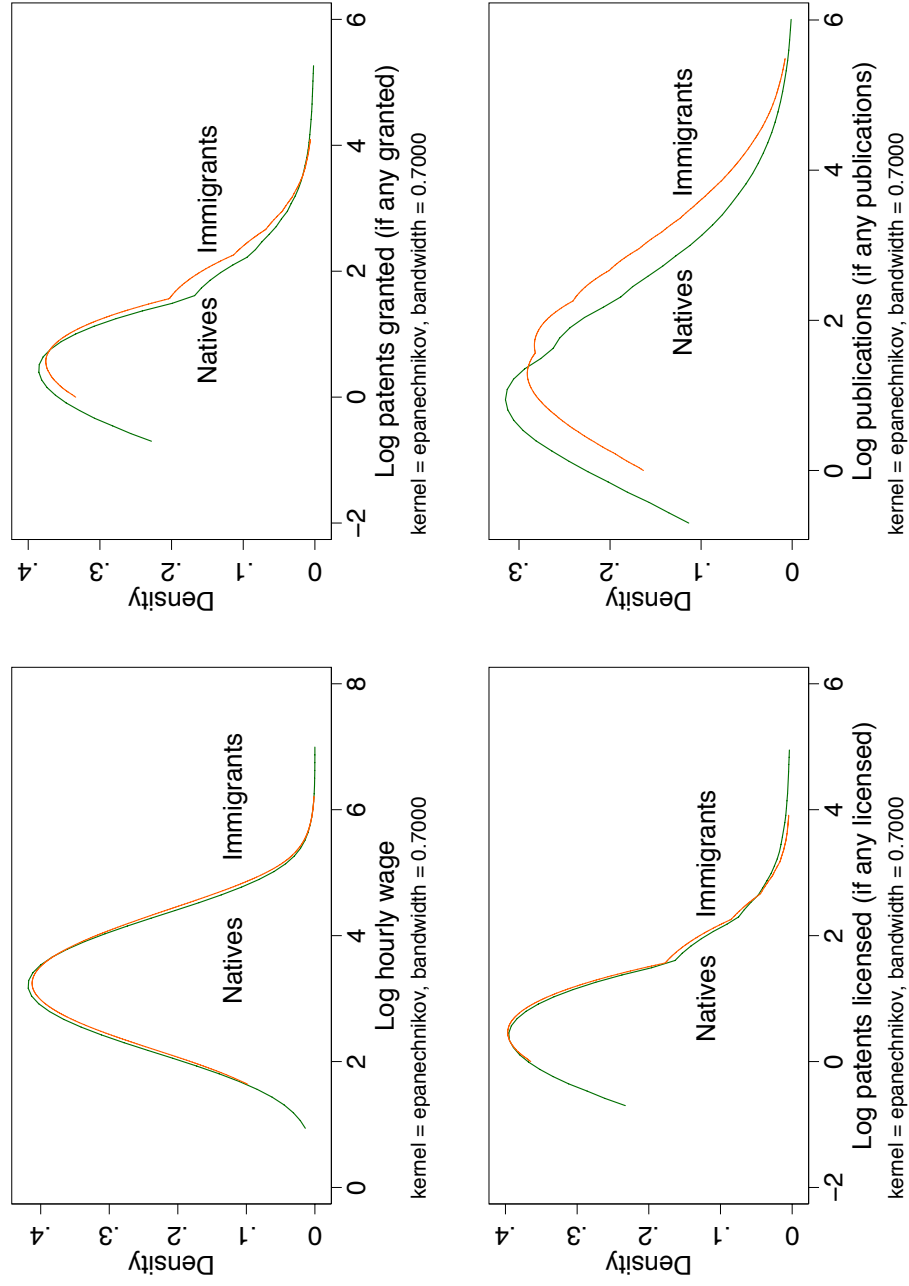 Density
.4
.3
.2
.1
0
Natives
Immigrants
0
2
4
6
8
Log hourly wage
kernel = epanechnikov, bandwidth = 0.7000
Density
.4
.3
.2
.1
0
Natives
Immigrants
−2
0
2
4
6
Log patents granted (if any granted)
kernel = epanechnikov, bandwidth = 0.7000
Density
.4
.3
.2
.1
0
Natives
Immigrants
−2
0
2
4
6
Log patents licensed (if any licensed)
kernel = epanechnikov, bandwidth = 0.7000
Density
.3
.2
.1
0
Natives
Immigrants
0
2
4
6
Log publications (if any publications)
kernel = epanechnikov, bandwidth = 0.7000